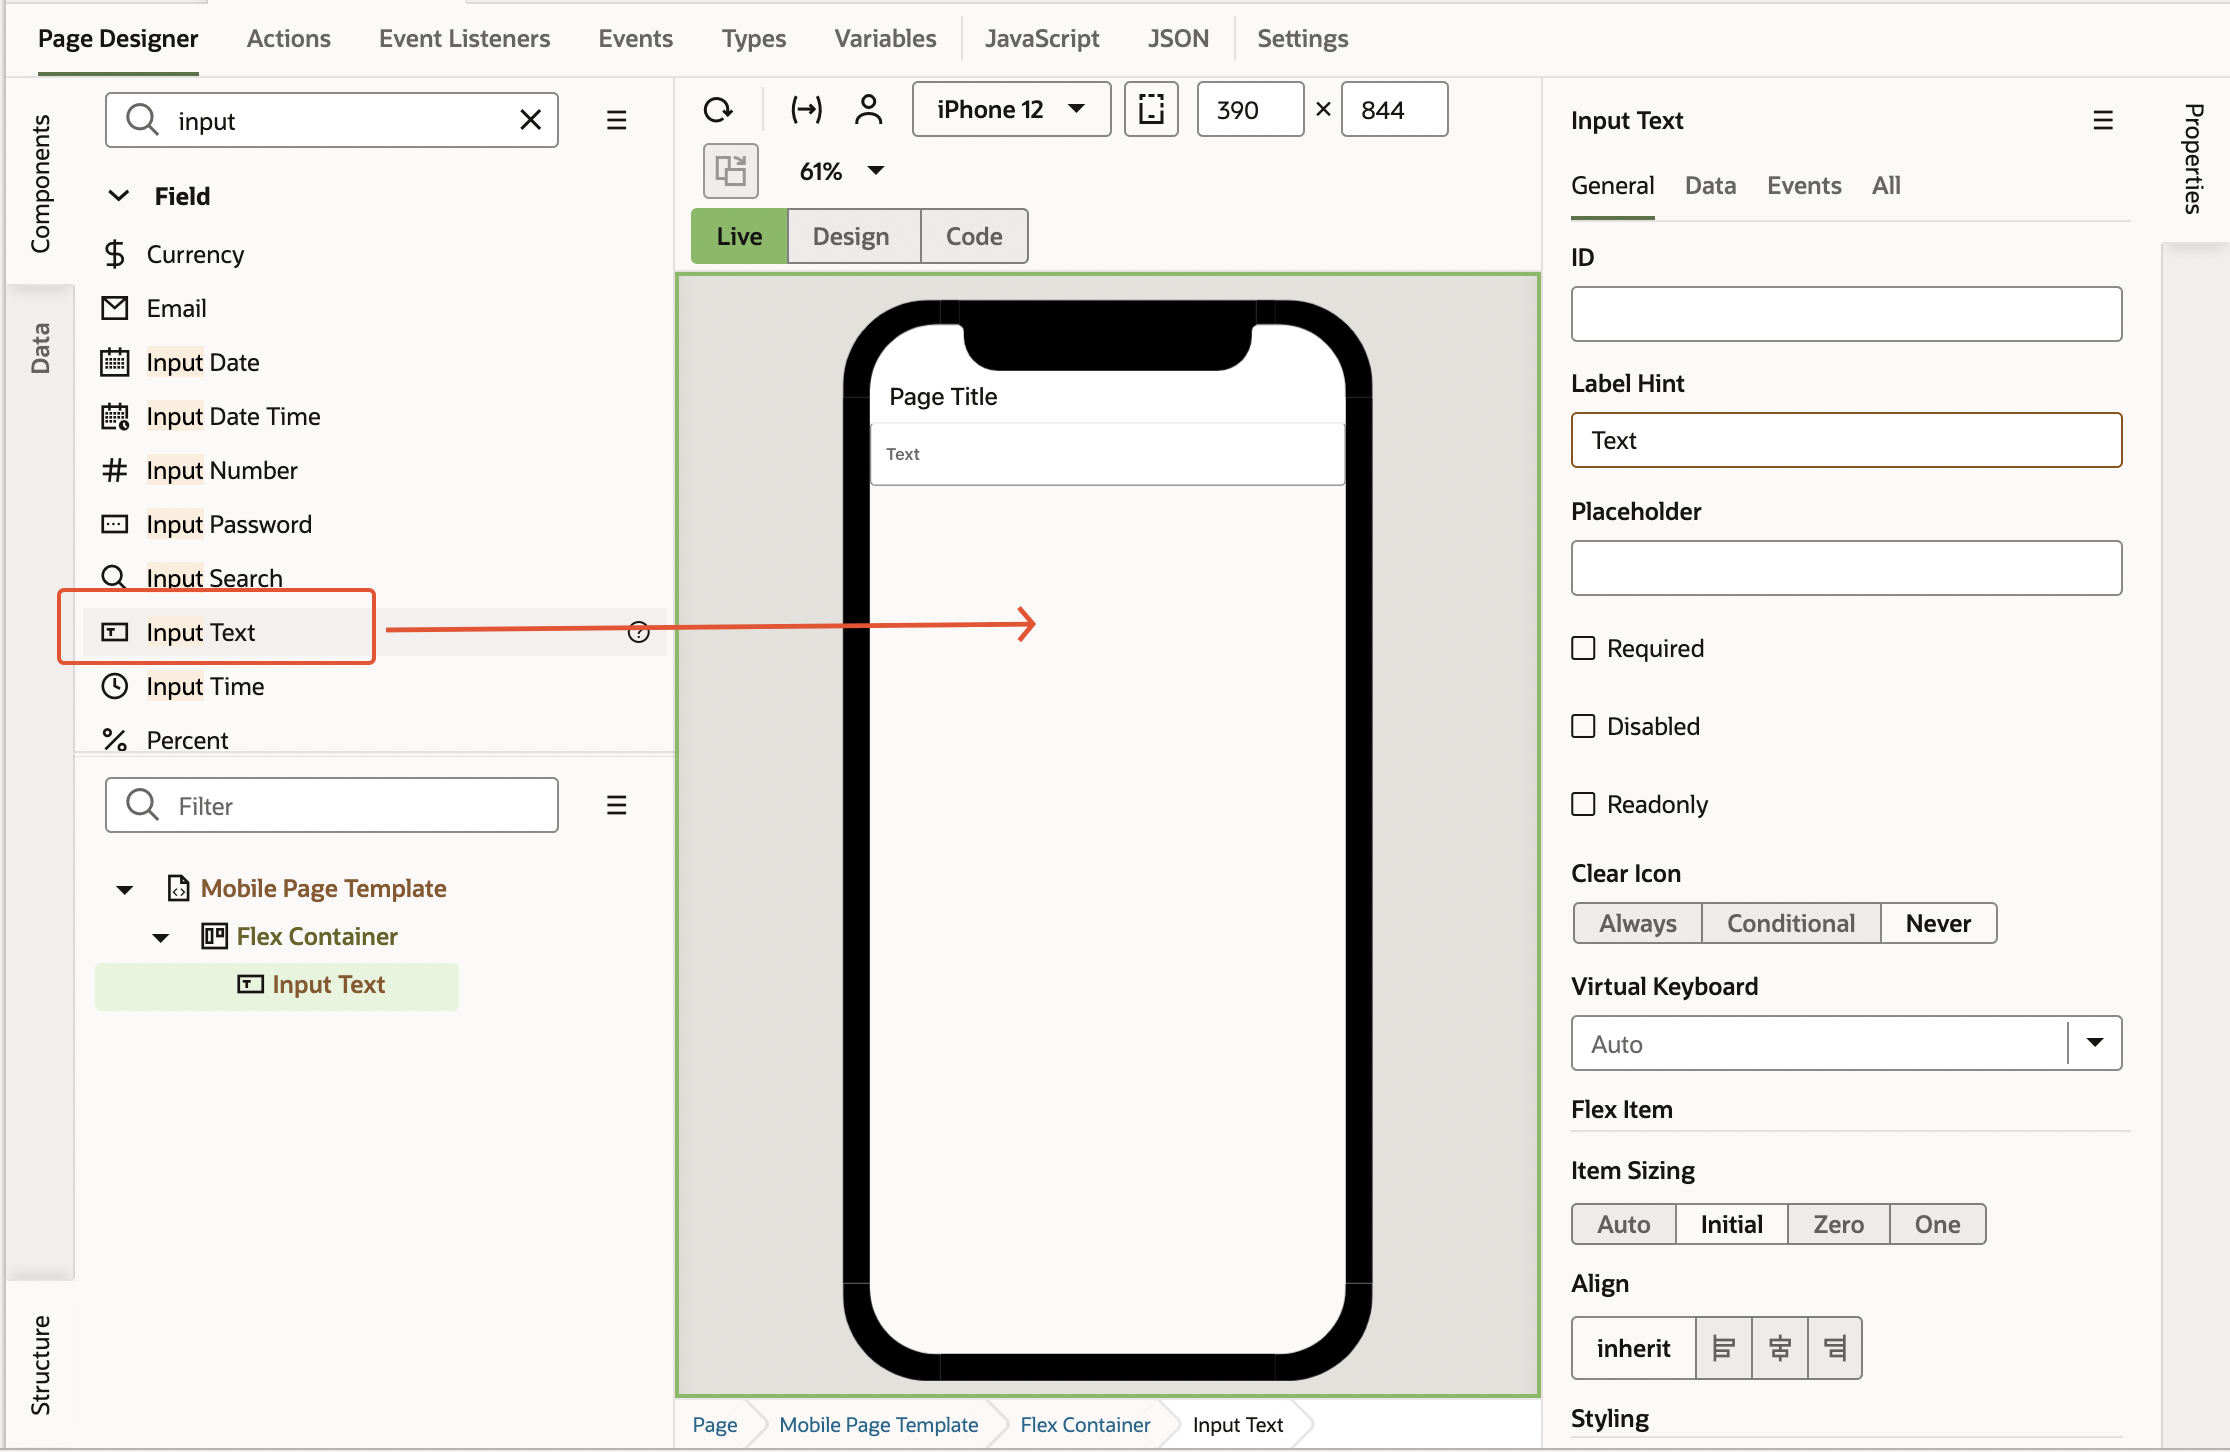 Page Designer Actions Event Listeners Events Types Variables JavaScript JSON Settings
Components
Data
Structure
input
Field
Currency
Email
Input Date
Input Date Time
Input Number
Input Password
Input Search
Input Text
Input Time
Percent
Filter
Mobile Page Template
Flex Container
Input Text
iPhone 12 390 × 844
61%
Live Design Code
Page Title
Text
Page Mobile Page Template Flex Container Input Text
Input Text
General Data Events All
ID
Label Hint
Text
Placeholder
Required
Disabled
Readonly
Clear Icon
Always Conditional Never
Virtual Keyboard
Auto
Flex Item
Item Sizing
Auto Initial Zero One
Align
inherit
Styling
Properties